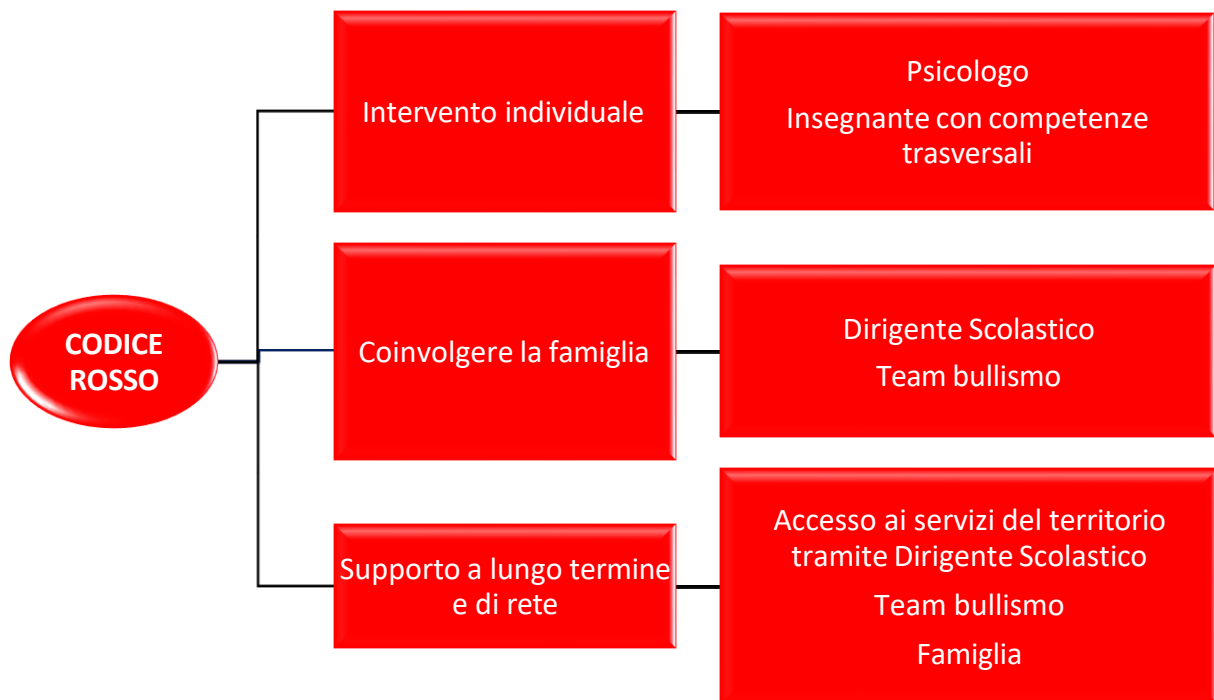 Intervento individuale
Psicologo
Insegnante con competenze
trasversali
CODICE
ROSSO
Coinvolgere la famiglia
Dirigente Scolastico
Team bullismo
Supporto a lungo termine
e di rete
Accesso ai servizi del territorio
tramite Dirigente Scolastico
Team bullismo
Famiglia